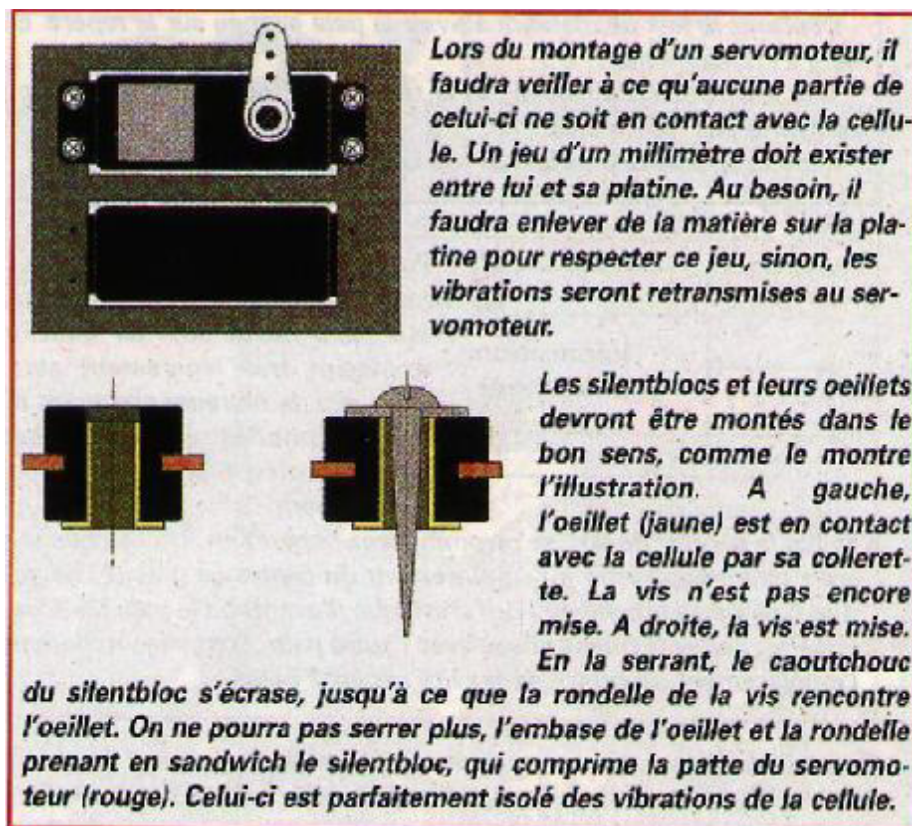 Lors du montage d'un servomoteur, il
faudra veiller à ce qu'aucune partie de
celui-ci ne soit en contact avec la cellu-
le. Un jeu d'un millimètre doit exister
entre lui et sa platine. Au besoin, il
faudra enlever de la matière sur la pla-
tine pour respecter ce jeu, sinon, les
vibrations seront retransmises au ser-
vomoteur.
Les silentblocs et leurs oeillets
devront être montés dans le
bon sens, comme le montre
l'illustration. A gauche,
l'oeillet (jaune) est en contact
avec la cellule par sa colleret-
te. La vis n'est pas encore
mise. A droite, la vis est mise.
En la serrant, le caoutchouc
du silentbloc s'écrase, jusqu'à ce que la rondelle de la vis rencontre
l'oeillet. On ne pourra pas serrer plus, l'embase de l'oeillet et la rondelle
prenant en sandwich le silentbloc, qui comprime la patte du servomo-
teur (rouge). Celui-ci est parfaitement isolé des vibrations de la cellule.